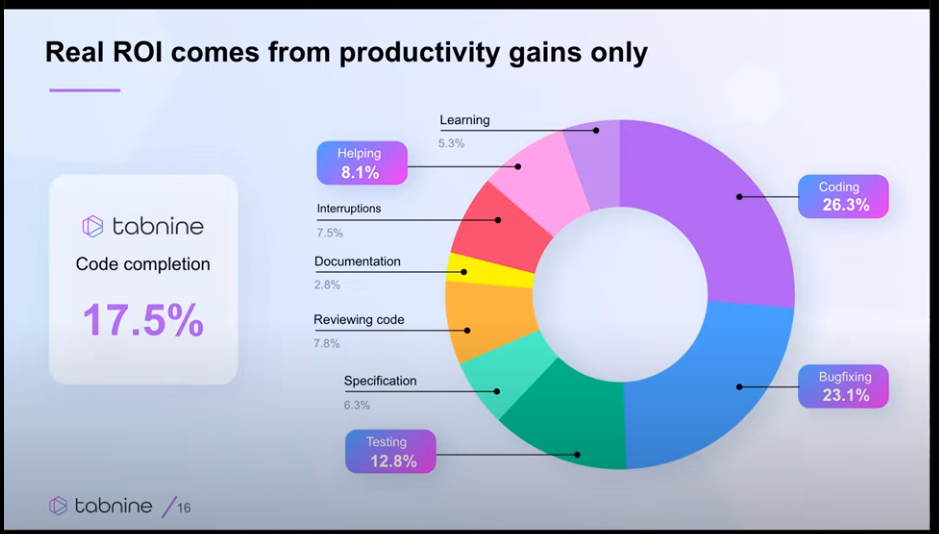 Real ROI comes from productivity gains only
tabnine
Code completion
17.5%
Learning
5.3%
Helping
8.1%
Interruptions
7.5%
Documentation
2.8%
Reviewing code
7.8%
Specification
6.3%
Testing
12.8%
Coding
26.3%
Bugfixing
23.1%
tabnine /16